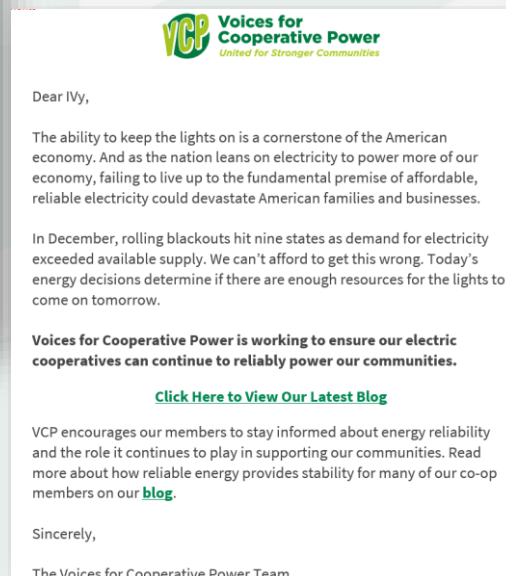 VCP
Voices for
Cooperative Power
United for Stronger Communities
Dear IVy,
The ability to keep the lights on is a cornerstone of the American
economy. And as the nation leans on electricity to power more of our
economy, failing to live up to the fundamental premise of affordable,
reliable electricity could devastate American families and businesses.
In December, rolling blackouts hit nine states as demand for electricity
exceeded available supply. We can't afford to get this wrong. Today's
energy decisions determine if there are enough resources for the lights to
come on tomorrow.
Voices for Cooperative Power is working to ensure our electric
cooperatives can continue to reliably power our communities.
Click Here to View Our Latest Blog
VCP encourages our members to stay informed about energy reliability
and the role it continues to play in supporting our communities. Read
more about how reliable energy provides stability for many of our co-op
members on our blog.
Sincerely,
The Voices for Cooperative Power Team